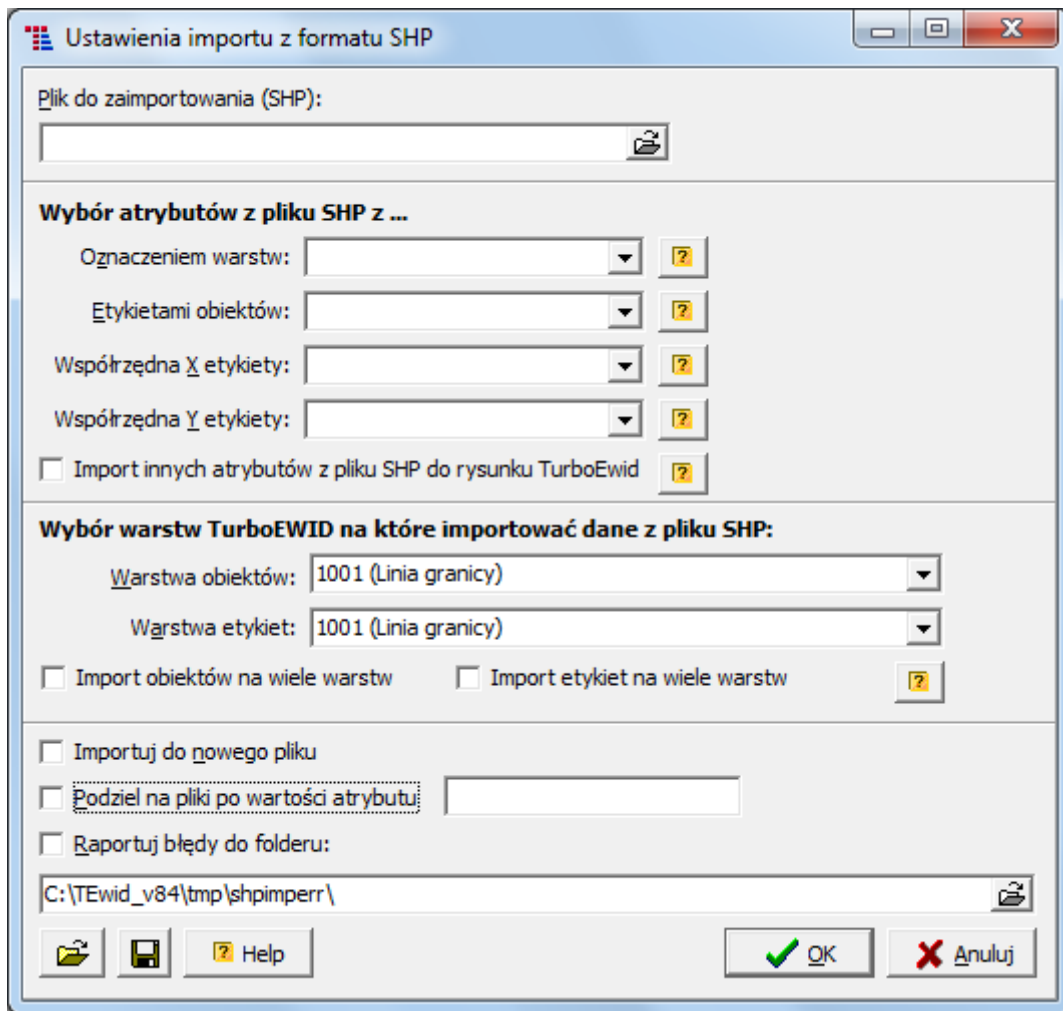 Ustawienia importu z formatu SHP
Plik do zaimportowania (SHP):
Wybór atrybutów z pliku SHP z ...
Oznaczeniem warstw:
Etykietami obiektów:
Współrzędna X etykiety:
Współrzędna Y etykiety:
Import innych atrybutów z pliku SHP do rysunku TurboEwid
Wybór warstw TurboEWID na które importować dane z pliku SHP:
Warstwa obiektów: 1001 (Linia granicy)
Warstwa etykiet: 1001 (Linia granicy)
Import obiektów na wiele warstw Import etykiet na wiele warstw
Importuj do nowego pliku
Podziel na pliki po wartości atrybutu
Raportuj błędy do folderu:
C:\TEwid_v84\tmp\shpimperr\
Help OK Anuluj